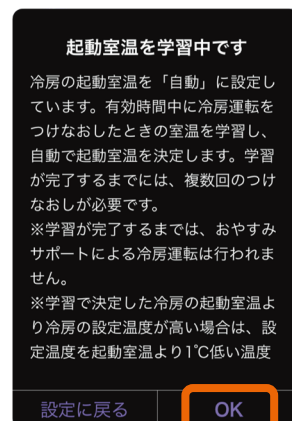 起動室温を学習中です
冷房の起動室温を「自動」に設定し
ています。有効時間中に冷房運転を
つけなおしたときの室温を学習し、
自動で起動室温を決定します。学習
が完了するまでには、複数回のつけ
なおしが必要です。
※学習が完了するまでは、おやすみ
サポートによる冷房運転は行われま
せん。
※学習で決定した冷房の起動室温よ
り冷房の設定温度が高い場合は、設
定温度を起動室温より1℃低い温度
設定に戻る
OK